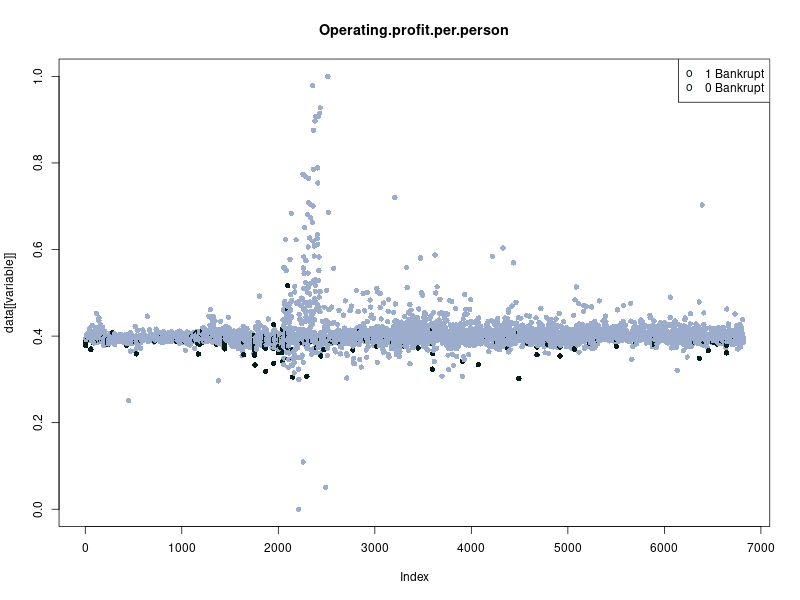 Operating.profit.per.person
1 Bankrupt
0 Bankrupt
data[[variable]]
1.0
0.8
0.6
0.4
0.2
0.0
0 1000 2000 3000 4000 5000 6000 7000
Index